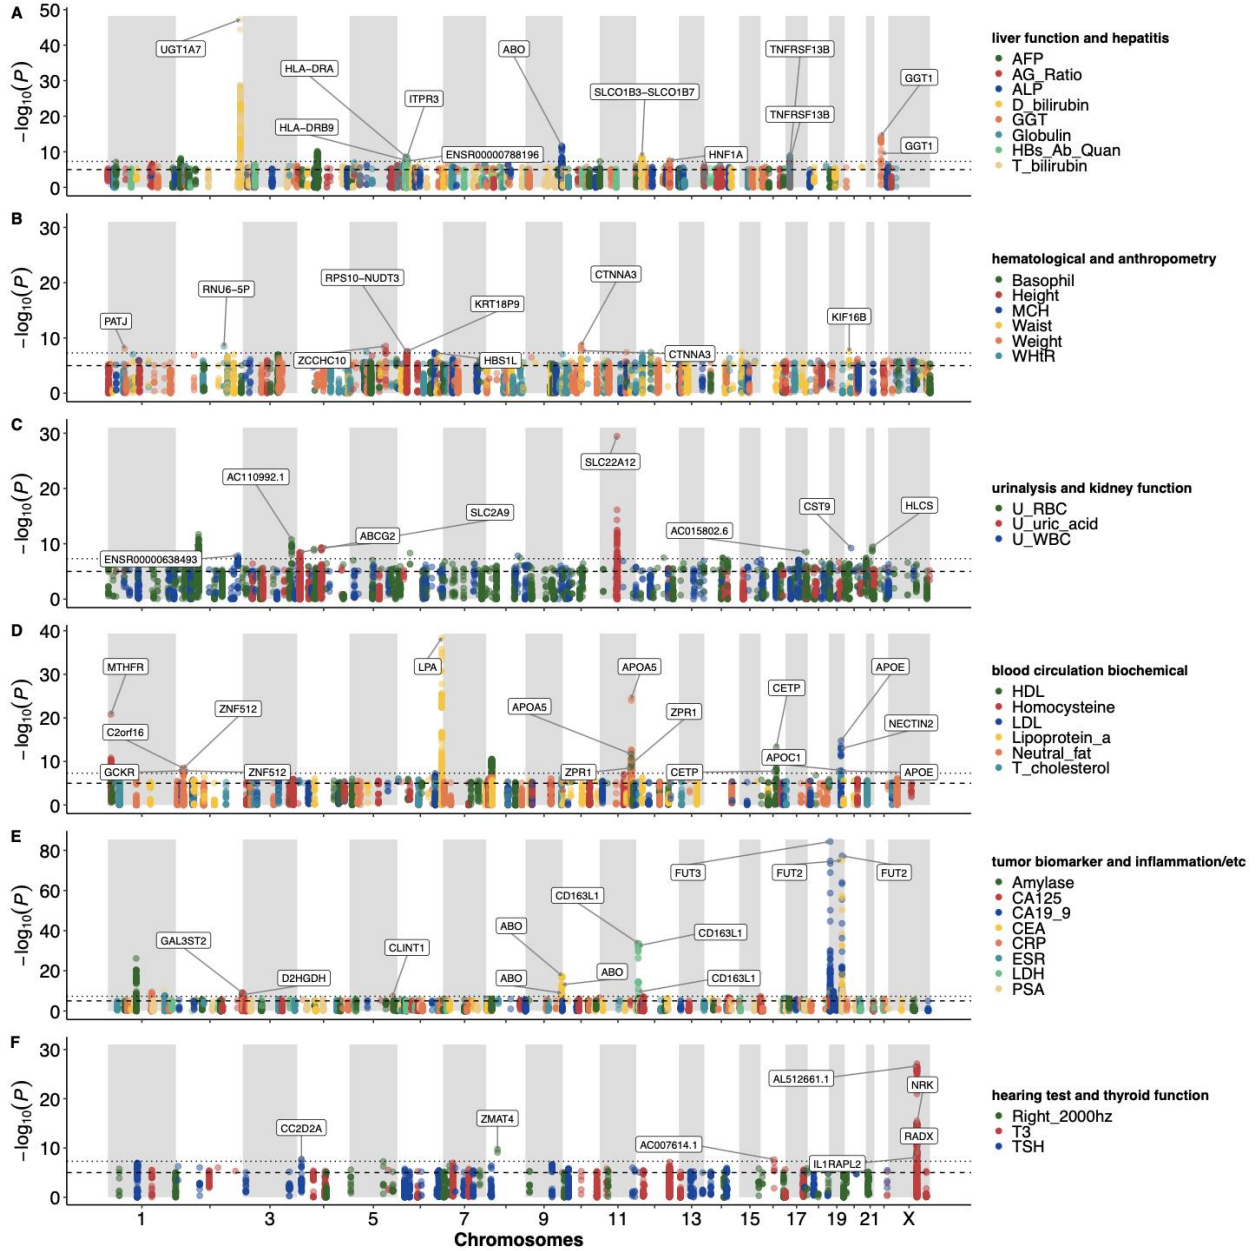 A
50
40
30
20
10
0
−log10(P)
UGT1A7
HLA−DRA
HLA−DRB9
ITPR3
ENSR00000788196
ABO
SLCO1B3−SLCO1B7
HNF1A
TNFRSF13B
TNFRSF13B
GGT1
GGT1
liver function and hepatitis
AFP
AG_Ratio
ALP
D_bilirubin
GGT
Globulin
HBs_Ab_Quan
T_bilirubin
B
30
20
10
0
−log10(P)
PATJ
RNU6−5P
RPS10−NUDT3
ZCCHC10
KRT18P9
HBS1L
CTNNA3
CTNNA3
KIF16B
hematological and anthropometry
Basophil
Height
MCH
Waist
Weight
WHtR
C
30
20
10
0
−log10(P)
ENSR00000638493
AC110992.1
ABCG2
SLC2A9
SLC22A12
AC015802.6
CST9
HLCS
urinalysis and kidney function
U_RBC
U_uric_acid
U_WBC
D
40
30
20
10
0
−log10(P)
MTHFR
C2orf16
GCKR
ZNF512
ZNF512
LPA
APOA5
APOA5
ZPR1
ZPR1
CETP
CETP
APOC1
APOE
NECTIN2
APOE
blood circulation biochemical
HDL
Homocysteine
LDL
Lipoprotein_a
Neutral_fat
T_cholesterol
E
80
60
40
20
0
−log10(P)
GAL3ST2
D2HGDH
CLINT1
ABO
ABO
ABO
CD163L1
CD163L1
CD163L1
FUT3
FUT2
FUT2
tumor biomarker and inflammation/etc
Amylase
CA125
CA19_9
CEA
CRP
ESR
LDH
PSA
F
30
20
10
0
−log10(P)
CC2D2A
ZMAT4
AC007614.1
AL512661.1
NRK
RADX
IL1RAPL2
hearing test and thyroid function
Right_2000hz
T3
TSH
1 3 5 7 9 11 13 15 17 19 21 X
Chromosomes